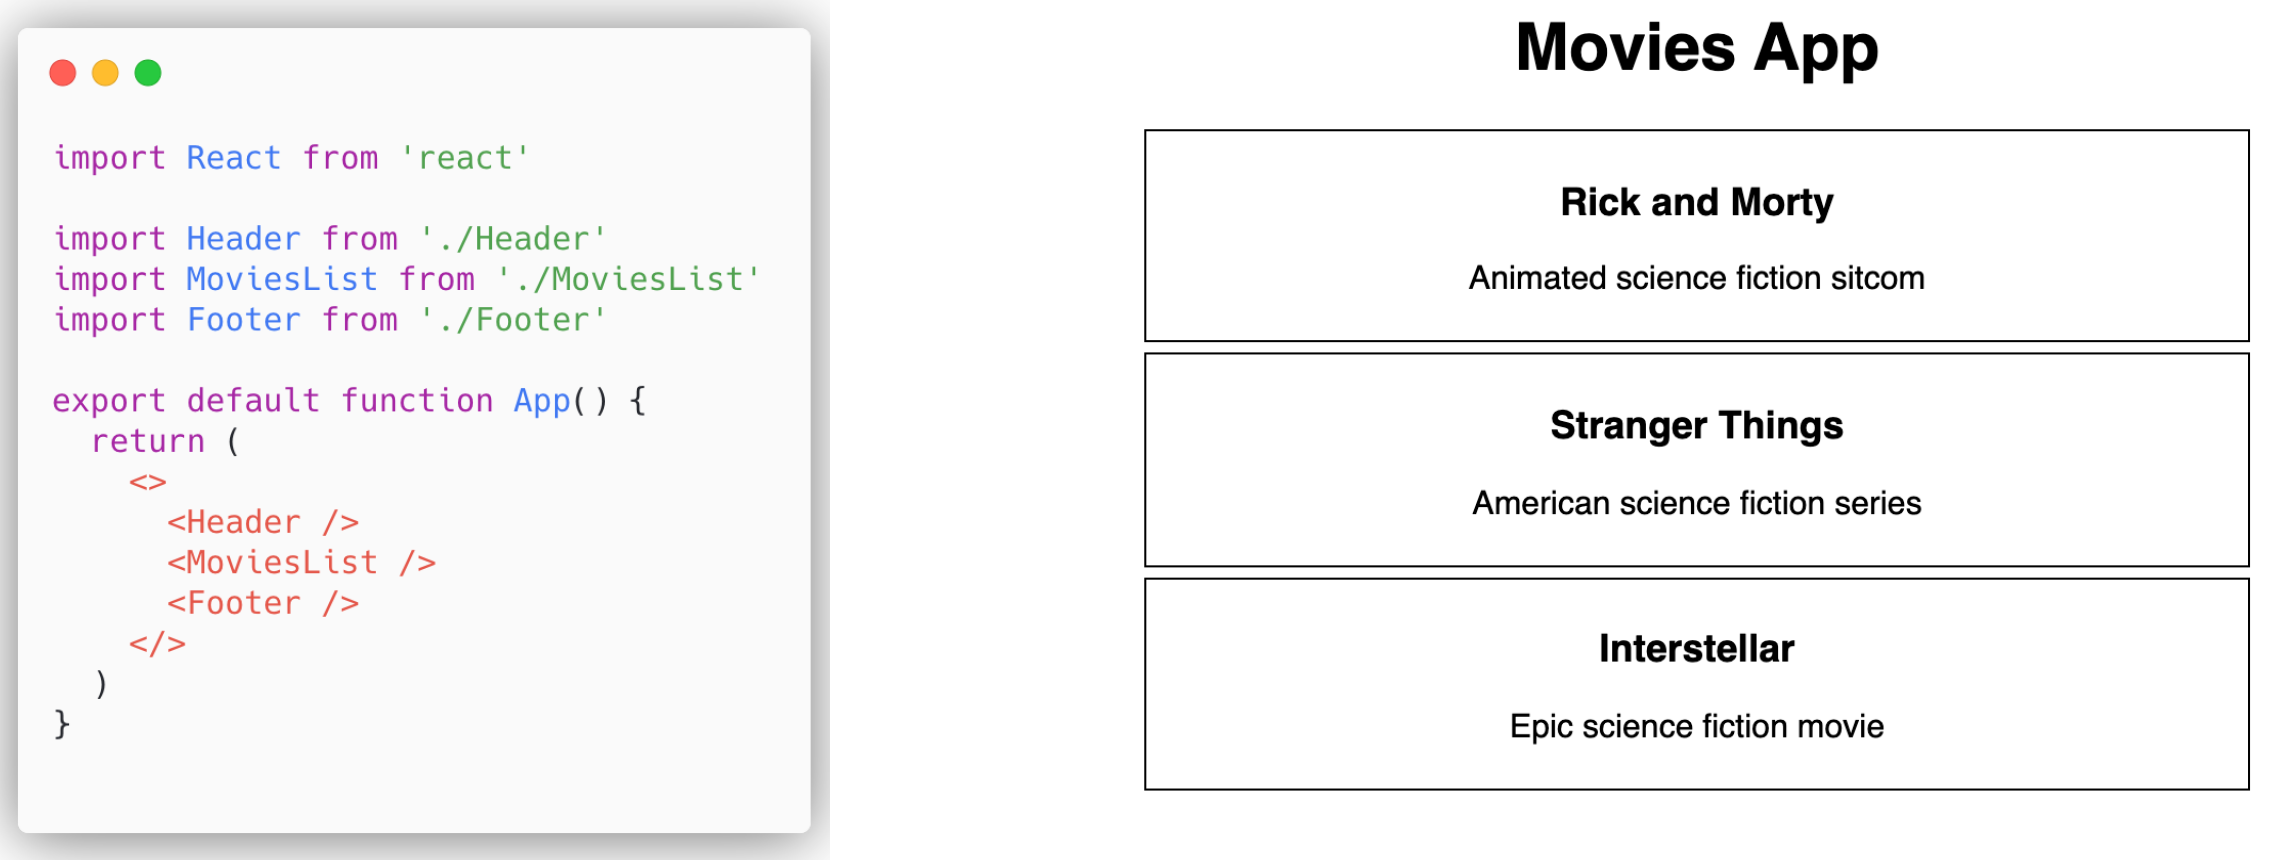 import React from 'react'
import Header from './Header'
import MoviesList from './MoviesList'
import Footer from './Footer'
export default function App() {
return (
<>
<Header />
<MoviesList />
<Footer />
</>
)
}
Movies App
Rick and Morty
Animated science fiction sitcom
Stranger Things
American science fiction series
Interstellar
Epic science fiction movie